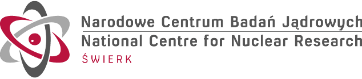 Narodowe Centrum Badań Jądrowych
National Centre for Nuclear Research
ŚWIERK